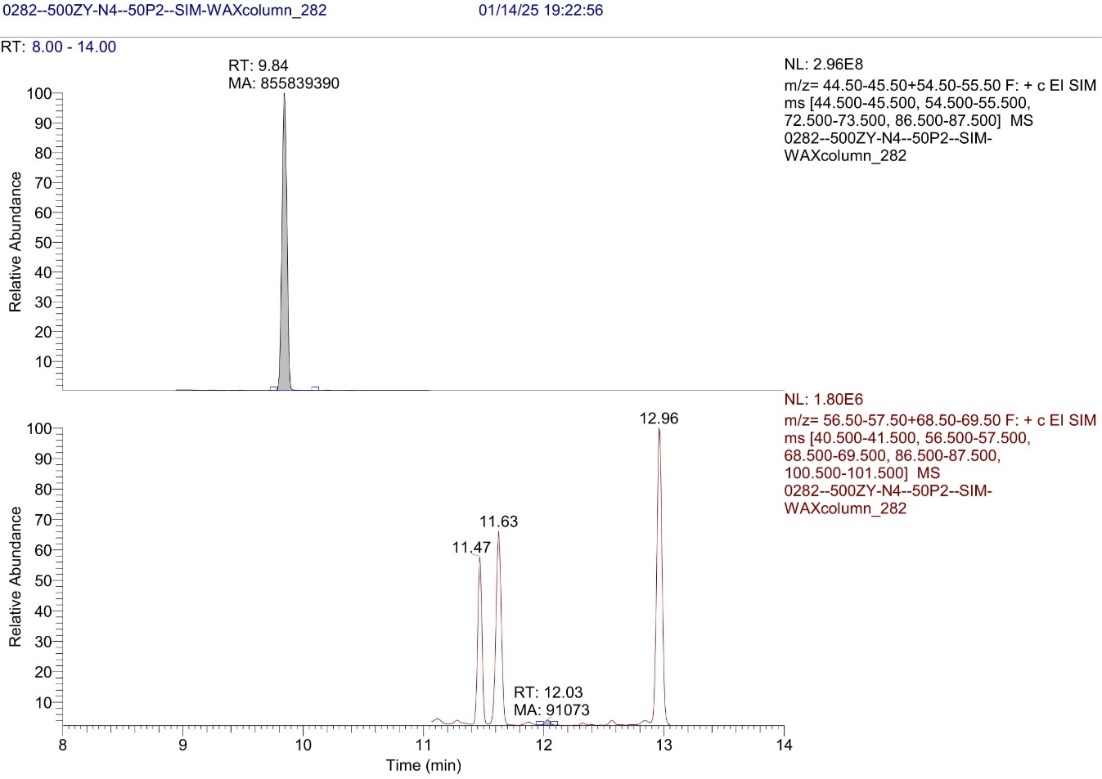 0282--500ZY-N4--50P2--SIM-WAXcolumn_282 01/14/25 19:22:56
RT: 8.00 - 14.00
RT: 9.84
MA: 855839390
NL: 2.96E8
m/z= 44.50-45.50+54.50-55.50 F: + c EI SIM
ms [44.500-45.500, 54.500-55.500,
72.500-73.500, 86.500-87.500] MS
0282--500ZY-N4--50P2--SIM-
WAXcolumn_282
100
90
80
70
60
50
40
30
20
10
Relative Abundance
NL: 1.80E6
m/z= 56.50-57.50+68.50-69.50 F: + c EI SIM
ms [40.500-41.500, 56.500-57.500,
68.500-69.500, 86.500-87.500,
100.500-101.500] MS
0282--500ZY-N4--50P2--SIM-
WAXcolumn_282
12.96
11.63
11.47
RT: 12.03
MA: 91073
100
90
80
70
60
50
40
30
20
10
Relative Abundance
8 9 10 11 12 13 14
Time (min)